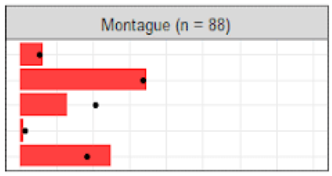 Montague (n = 88)